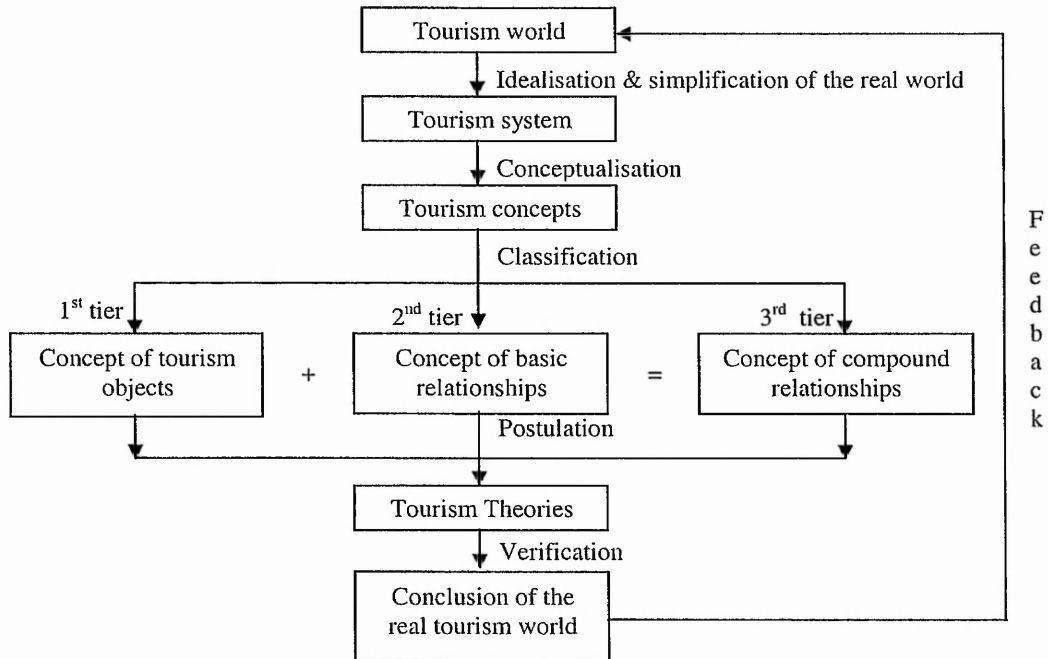 Tourism world
Idealisation & simplification of the real world
Tourism system
Conceptualisation
Tourism concepts
Classification
1st tier
2nd tier
3rd tier
Concept of tourism
objects
+
Concept of basic
relationships
=
Concept of compound
relationships
Postulation
Tourism Theories
Verification
Conclusion of the
real tourism world
F
e
e
d
b
a
c
k